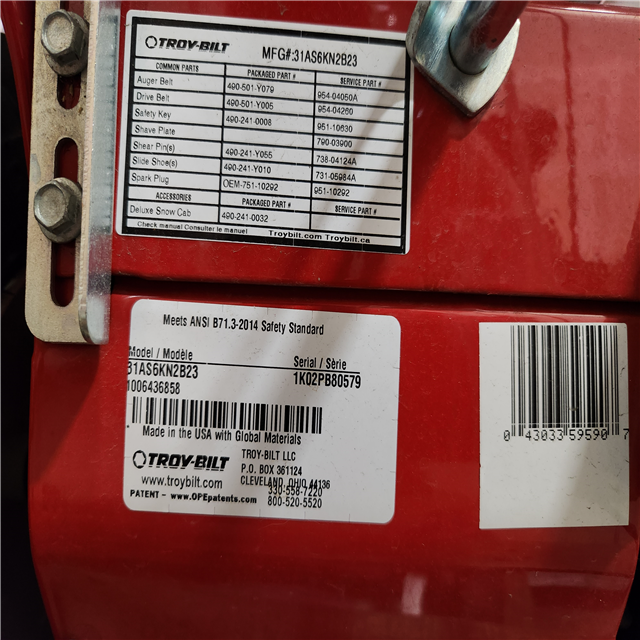 TROY-BILT MFG#:31AS6KN2B23
COMMON PARTS PACKAGED PART # SERVICE PART #
Auger Belt 490-501-Y079 954-04050A
Drive Belt 490-501-Y005 954-04260
Safety Key 490-241-0008 951-10630
Shave Plate 790-03900
Shear Pin(s) 490-241-Y055 738-04124A
Slide Shoe(s) 490-241-Y010 731-05984A
Spark Plug OEM-751-10292 951-10292
ACCESSORIES PACKAGED PART # SERVICE PART #
Deluxe Snow Cab 490-241-0032
Check manual Consulter le manuel Troybilt.com Troybilt.ca
Meets ANSI B71.3-2014 Safety Standard
Model / Modèle Serial / Série
31AS6KN2B23 1K02PB80579
1006436858
Made in the USA with Global Materials
TROY-BILT TROY-BILT LLC
www.troybilt.com P.O. BOX 361124
CLEVELAND, OHIO 44136
PATENT - www.OPEpatents.com 330-558-7220
800-520-5520
0 43033 59590 7